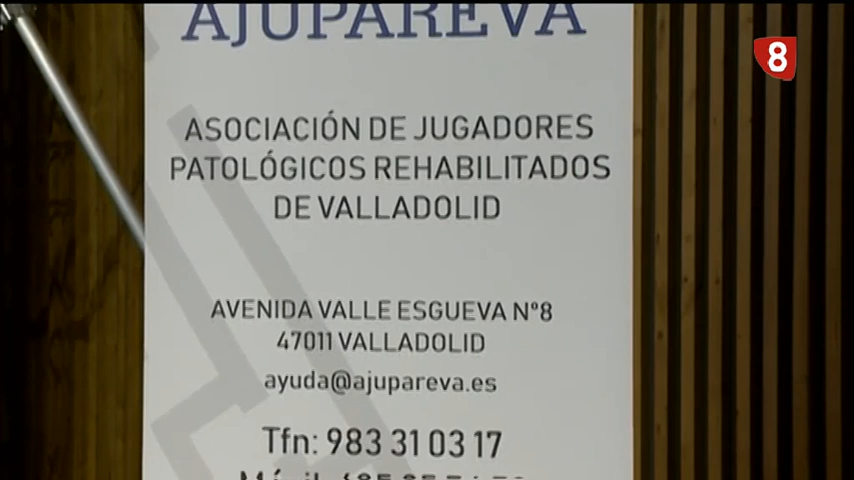 AJUPAREVA
8
ASOCIACIÓN DE JUGADORES
PATOLÓGICOS REHABILITADOS
DE VALLADOLID
AVENIDA VALLE ESGUEVA Nº8
47011 VALLADOLID
ayuda@ajupareva.es
Tfn: 983 31 03 17